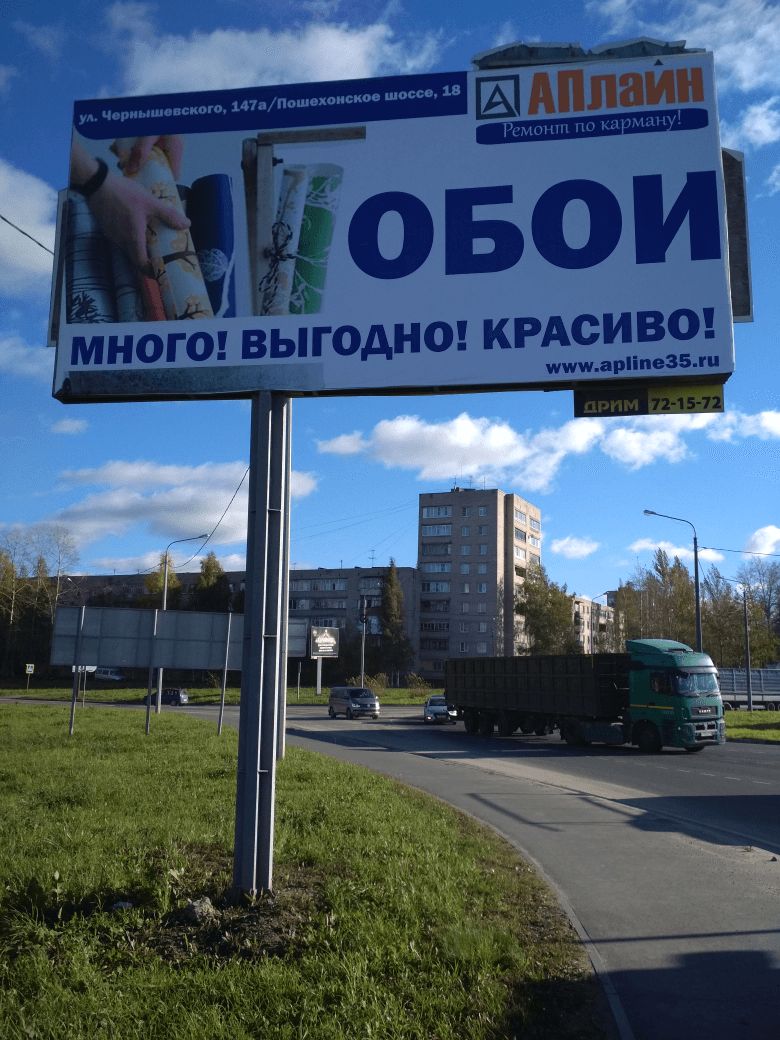 ул. Чернышевского, 147а/Пошехонское шоссе, 18
АПлайн
Ремонт по карману!
ОБОИ
МНОГО! ВЫГОДНО! КРАСИВО!
www.apline35.ru
ДРИМ 72-15-72